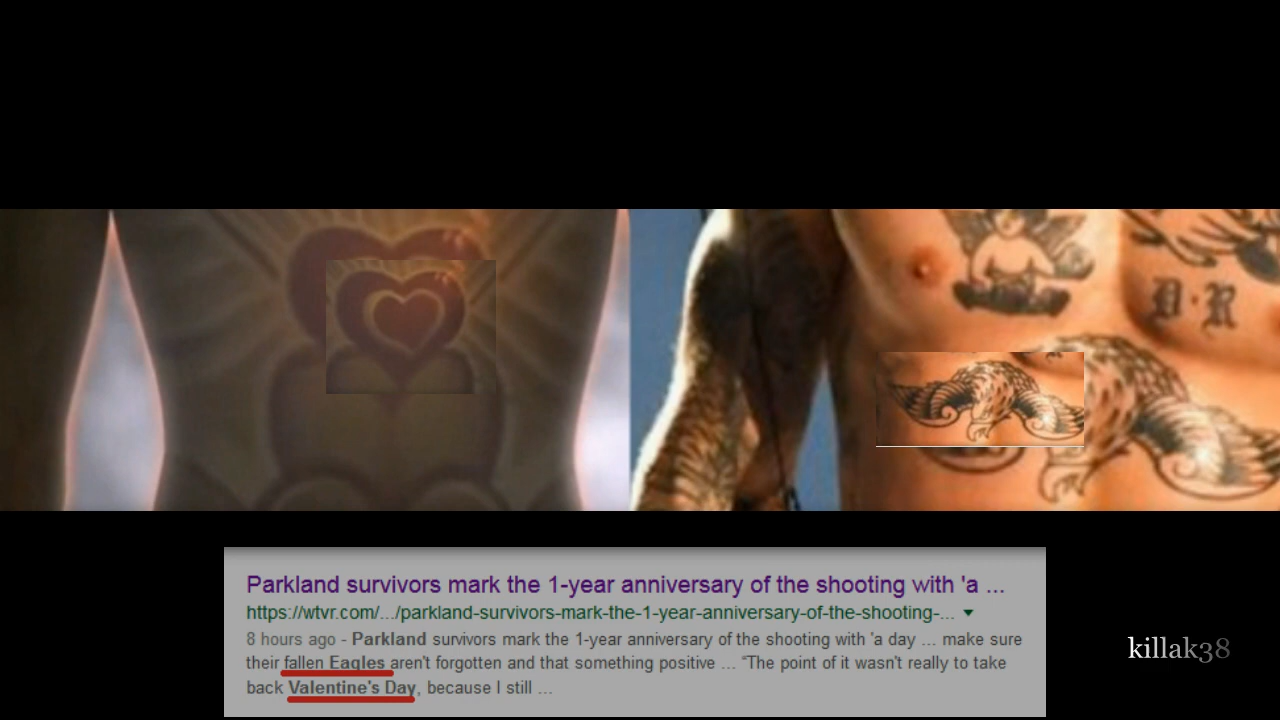 D·R
Parkland survivors mark the 1-year anniversary of the shooting with 'a ...
https://wtvr.com/.../parkland-survivors-mark-the-1-year-anniversary-of-the-shooting-...
8 hours ago - Parkland survivors mark the 1-year anniversary of the shooting with 'a day ... make sure
their fallen Eagles aren't forgotten and that something positive ... "The point of it wasn't really to take
back Valentine's Day, because I still ...
killak38